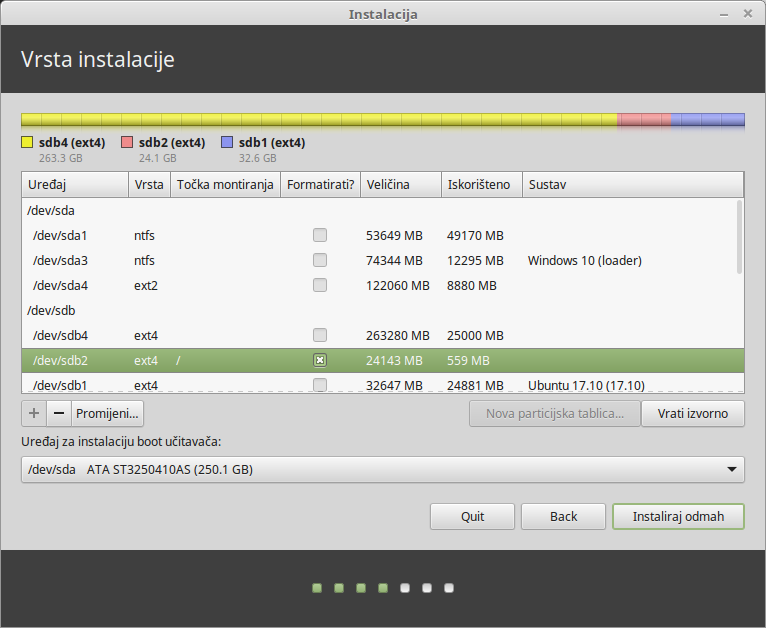 Instalacija
Vrsta instalacije
sdb4 (ext4) sdb2 (ext4) sdb1 (ext4)
263.3 GB 24.1 GB 32.6 GB
Uređaj Vrsta Točka montiranja Formatirati? Veličina Iskorišteno Sustav
/dev/sda
/dev/sda1 ntfs 53649 MB 49170 MB
/dev/sda3 ntfs 74344 MB 12295 MB Windows 10 (loader)
/dev/sda4 ext2 122060 MB 8880 MB
/dev/sdb
/dev/sdb4 ext4 263280 MB 25000 MB
/dev/sdb2 ext4 / 24143 MB 559 MB
/dev/sdb1 ext4 32647 MB 24881 MB Ubuntu 17.10 (17.10)
+ − Promijeni... Nova particijska tablica... Vrati izvorno
Uređaj za instalaciju boot učitavača:
/dev/sda ATA ST3250410AS (250.1 GB)
Quit Back Instaliraj odmah